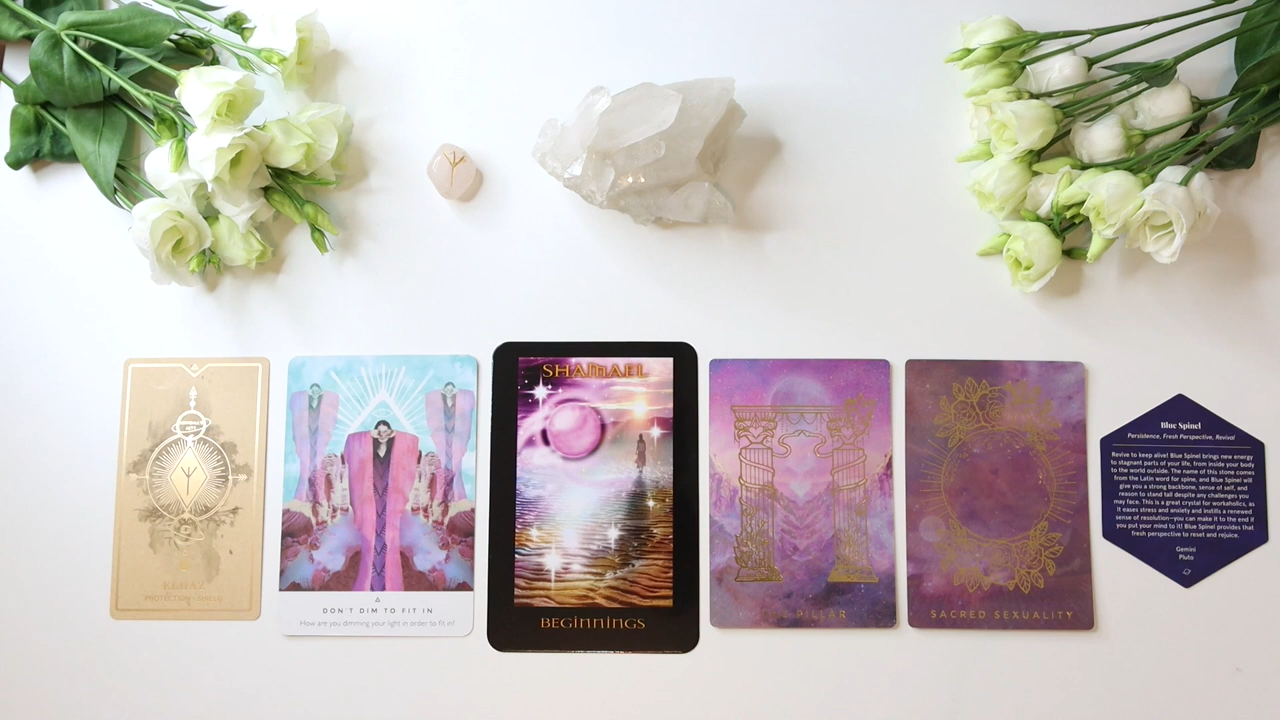 ELHAZ
PROTECTION • SHIELD
DON'T DIM TO FIT IN
How are you dimming your light in order to fit in?
SHAMAEL
BEGINNINGS
PILLAR
SACRED SEXUALITY
Blue Spinel
Persistence, Fresh Perspective, Revival
Revive to keep alive! Blue Spinel brings new energy
to stagnant parts of your life, from inside your body
to the world outside. The name of this stone comes
from the Latin word for spine, and Blue Spinel will
give you a strong backbone, sense of self, and
reason to stand tall despite any challenges you
may face. This is a great crystal for workaholics, as
it eases stress and anxiety and instills a renewed
sense of resolution—you can make it to the end if
you put your mind to it! Blue Spinel provides that
fresh perspective to reset and rejoice.
Gemini
Pluto